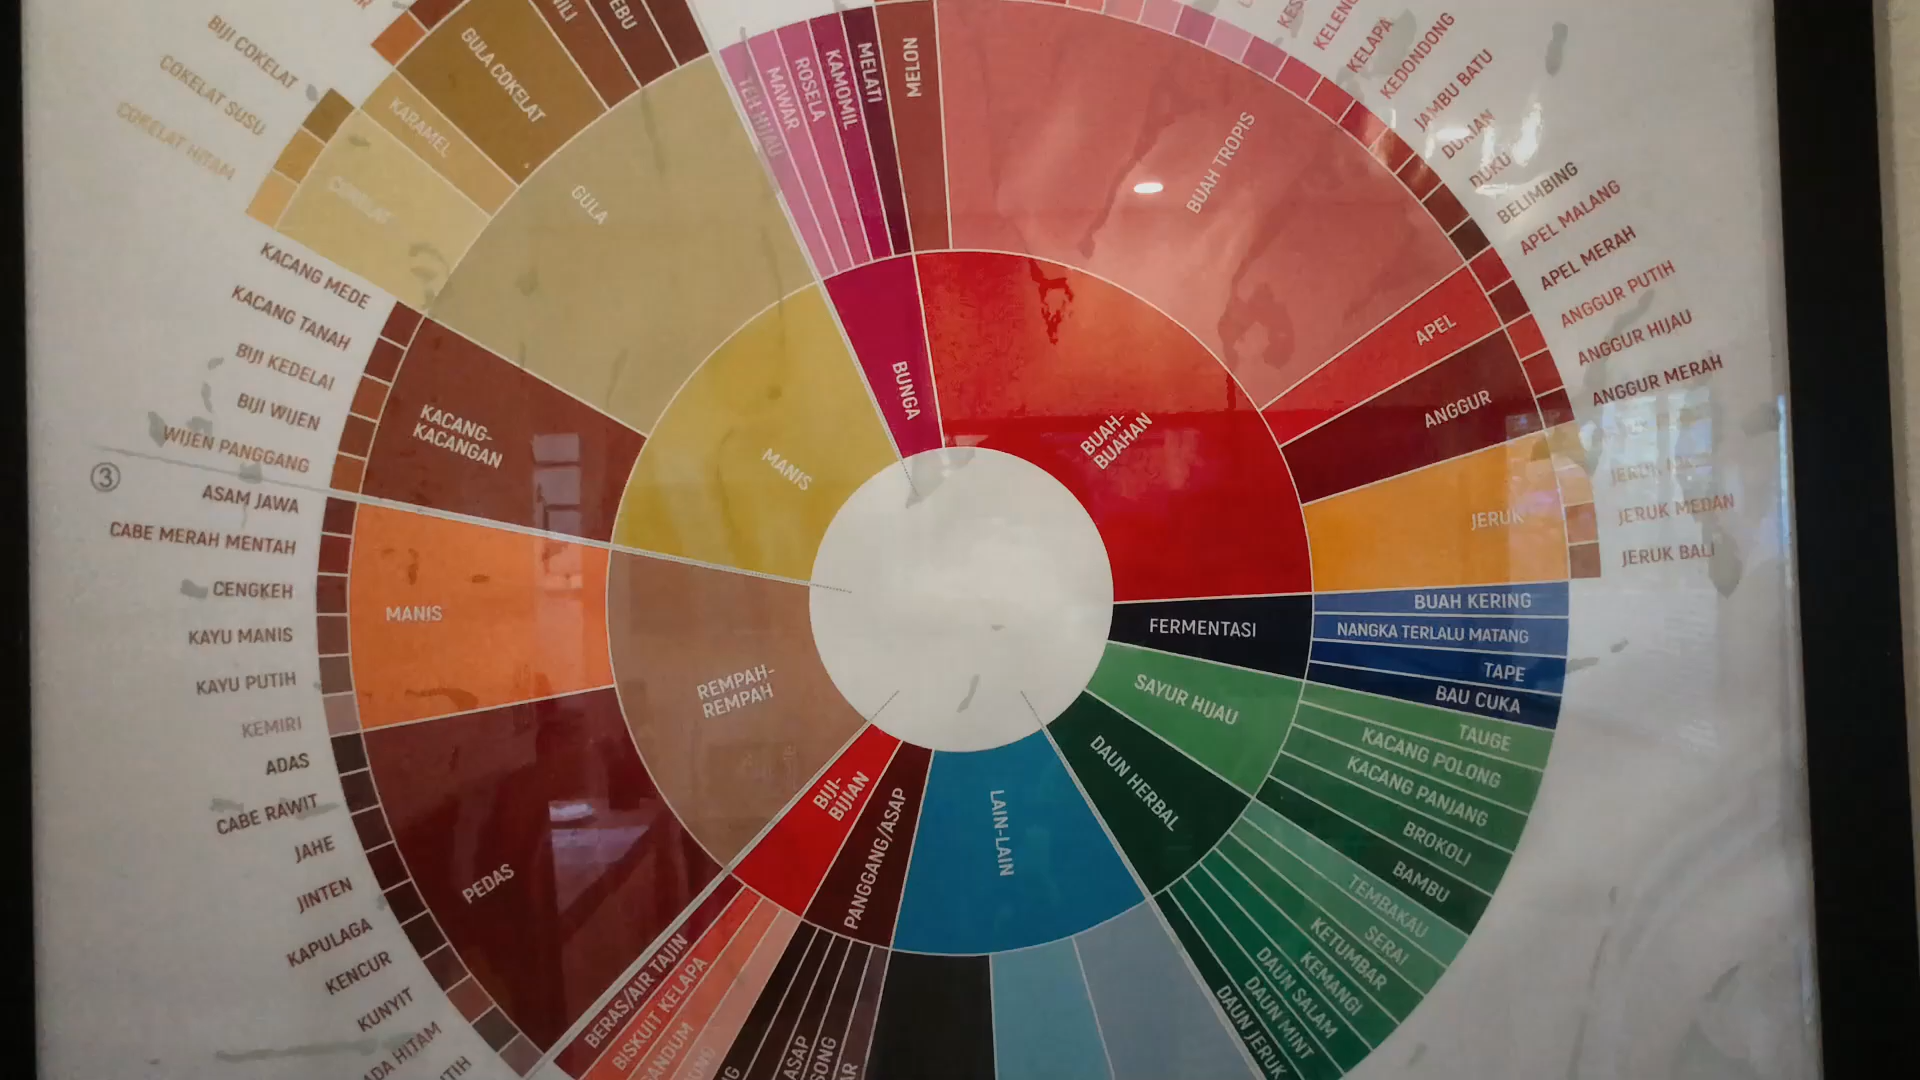 GULA COKELAT
KARAMEL
BIJI COKELAT
COKELAT SUSU
COKELAT HITAM
GULA
MANIS
KACANG MEDE
KACANG TANAH
BIJI KEDELAI
BIJI WIJEN
WIJEN PANGGANG
KACANG-
KACANGAN
3
ASAM JAWA
CABE MERAH MENTAH
CENGKEH
KAYU MANIS
KAYU PUTIH
KEMIRI
MANIS
ADAS
CABE RAWIT
JAHE
JINTEN
KAPULAGA
KENCUR
KUNYIT
PEDAS
REMPAH-
REMPAH
BIJI-
BIJIAN
BERAS/AIR TAJIN
BISKUIT KELAPA
PANGGANG/ASAP
ASAP
LAIN-LAIN
TEH HIJAU
MAWAR
ROSELA
KAMOMIL
MELATI
BUNGA
MELON
BUAH TROPIS
KELAPA
KEDONDONG
JAMBU BATU
DURIAN
DUKU
BELIMBING
APEL MALANG
APEL MERAH
APEL
ANGGUR PUTIH
ANGGUR HIJAU
ANGGUR MERAH
ANGGUR
BUAH-
BUAHAN
JERUK
JERUK MEDAN
JERUK BALI
FERMENTASI
BUAH KERING
NANGKA TERLALU MATANG
TAPE
BAU CUKA
SAYUR HIJAU
TAUGE
KACANG POLONG
KACANG PANJANG
BROKOLI
BAMBU
DAUN HERBAL
TEMBAKAU
SERAI
KETUMBAR
KEMANGI
DAUN SALAM
DAUN MINT
DAUN JERUK